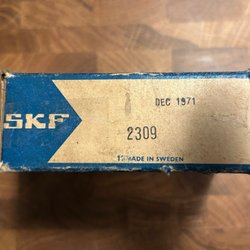 DEC 1971
SKF
2309
MADE IN SWEDEN